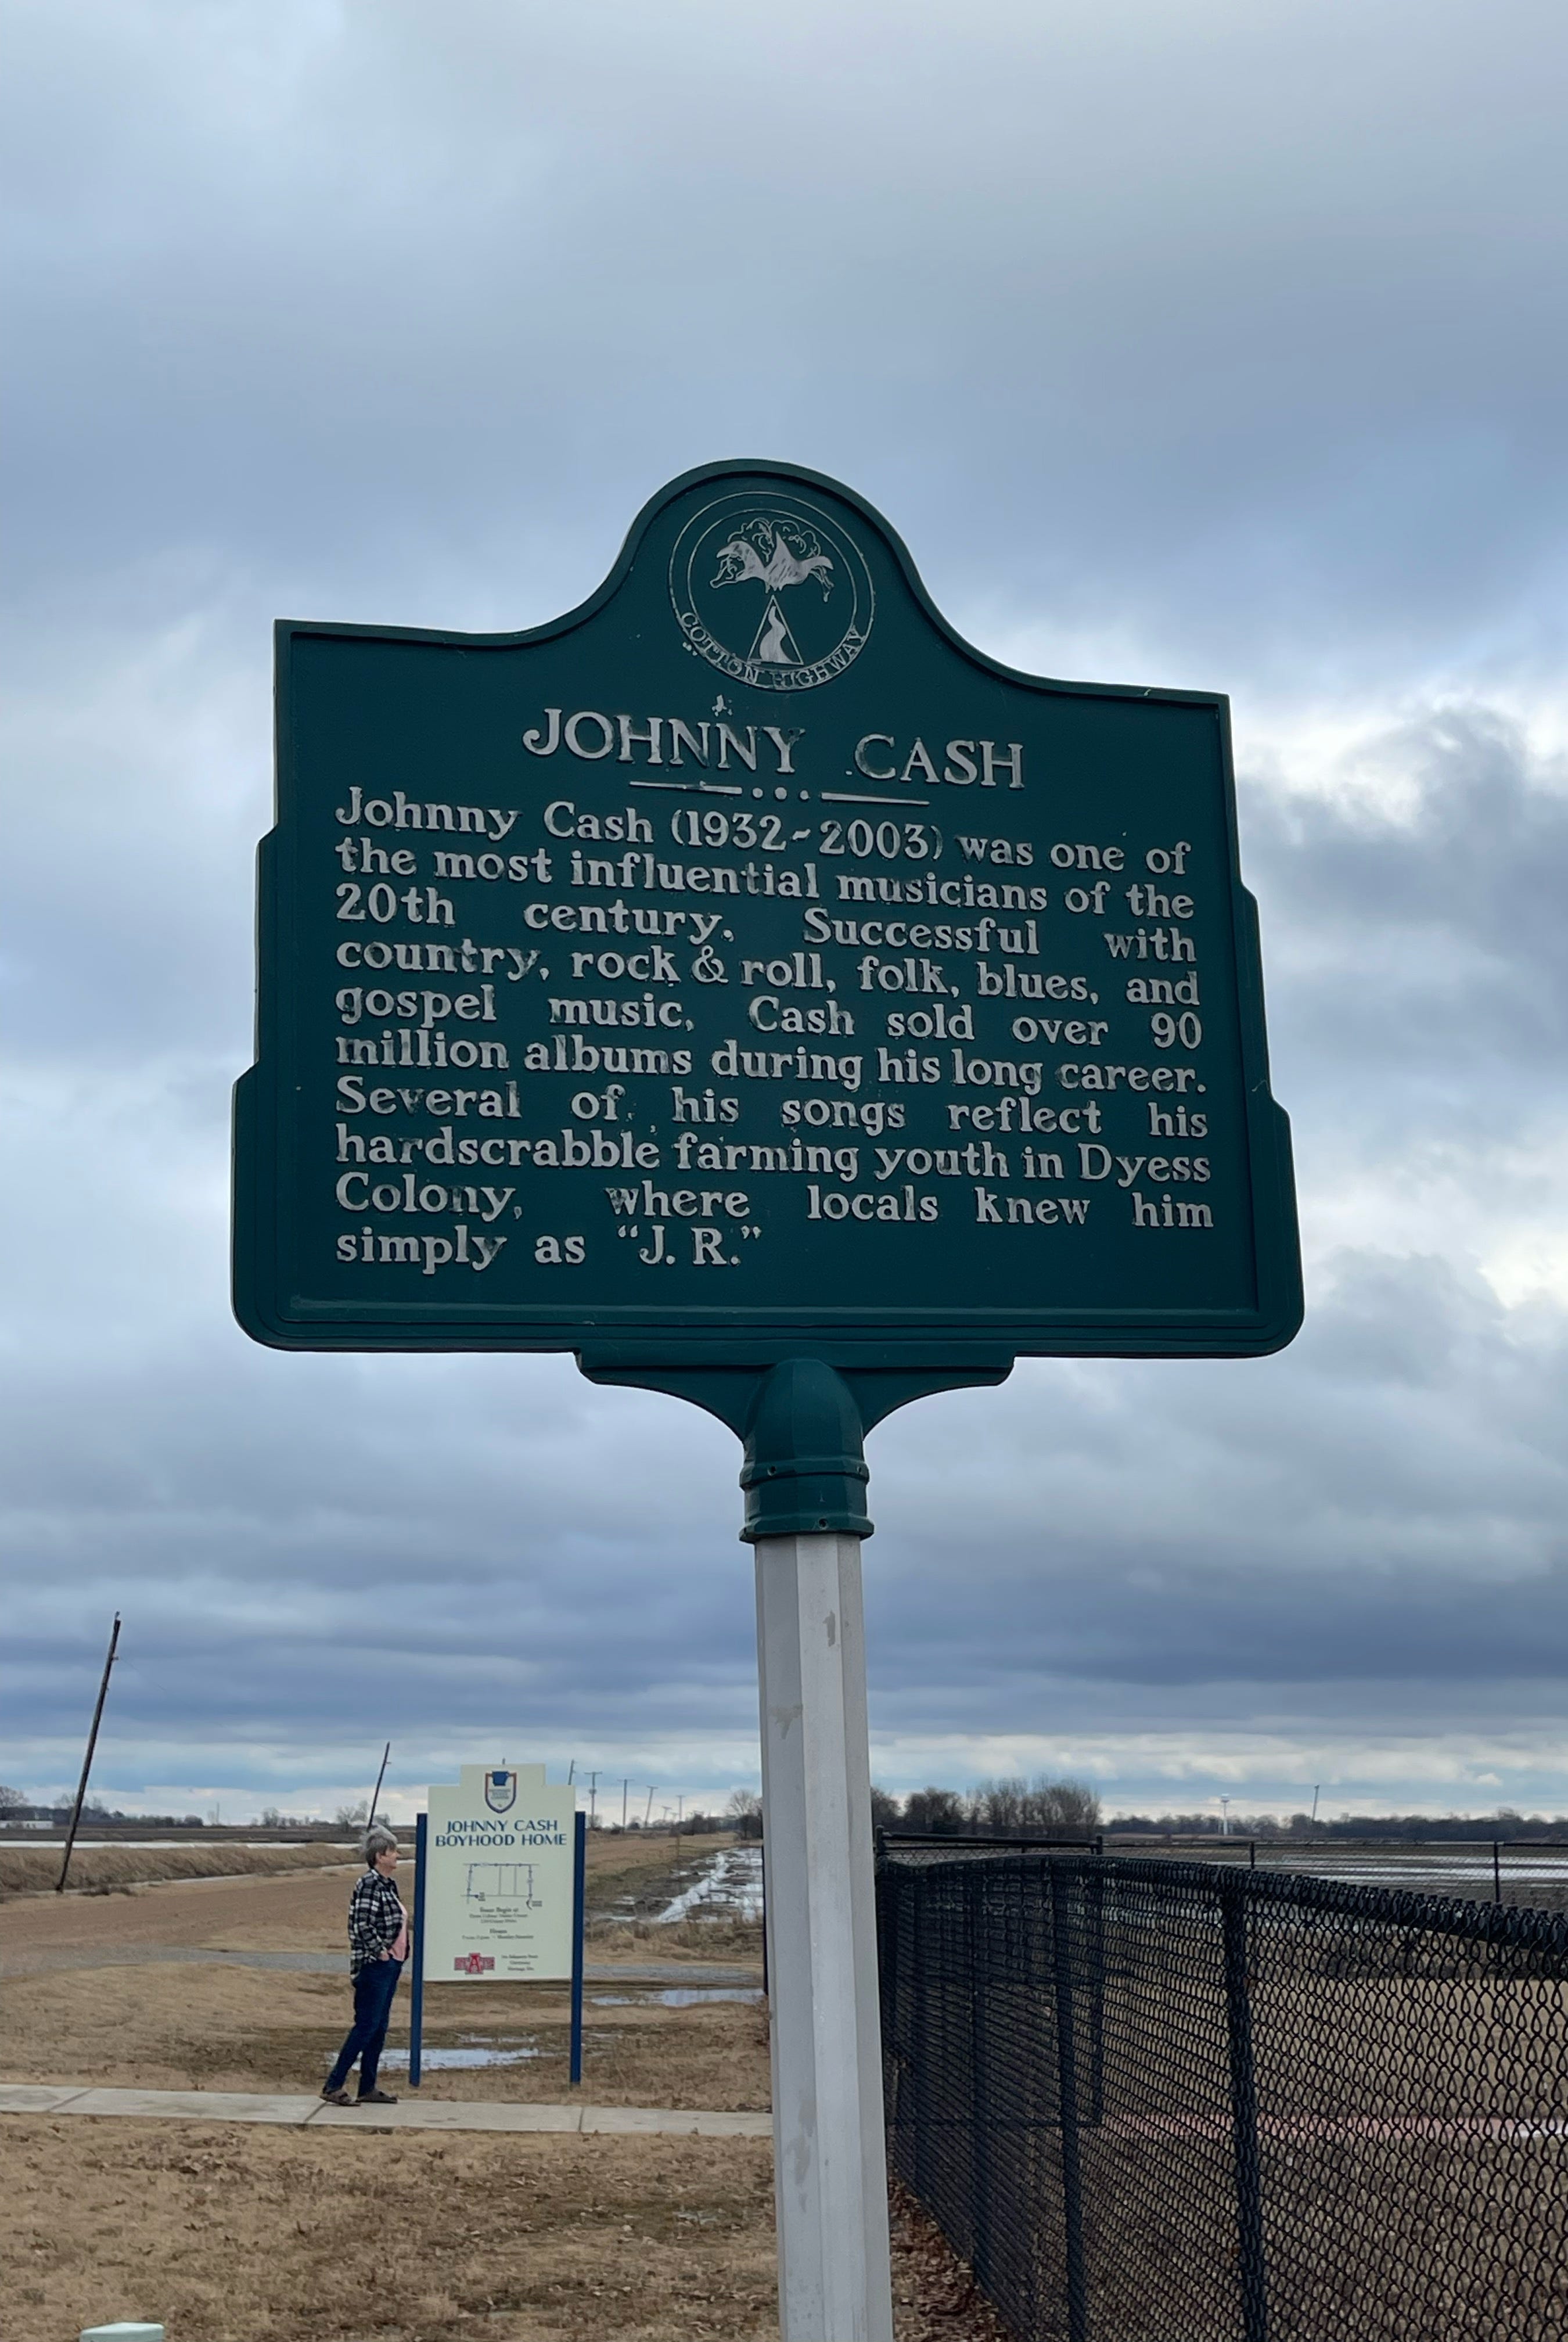 COTTON HIGHWAY
JOHNNY CASH
Johnny Cash (1932-2003) was one of
the most influential musicians of the
20th century. Successful with
country, rock & roll, folk, blues, and
gospel music, Cash sold over 90
million albums during his long career.
Several of his songs reflect his
hardscrabble farming youth in Dyess
Colony, where locals knew him
simply as “J. R.”
JOHNNY CASH
BOYHOOD HOME